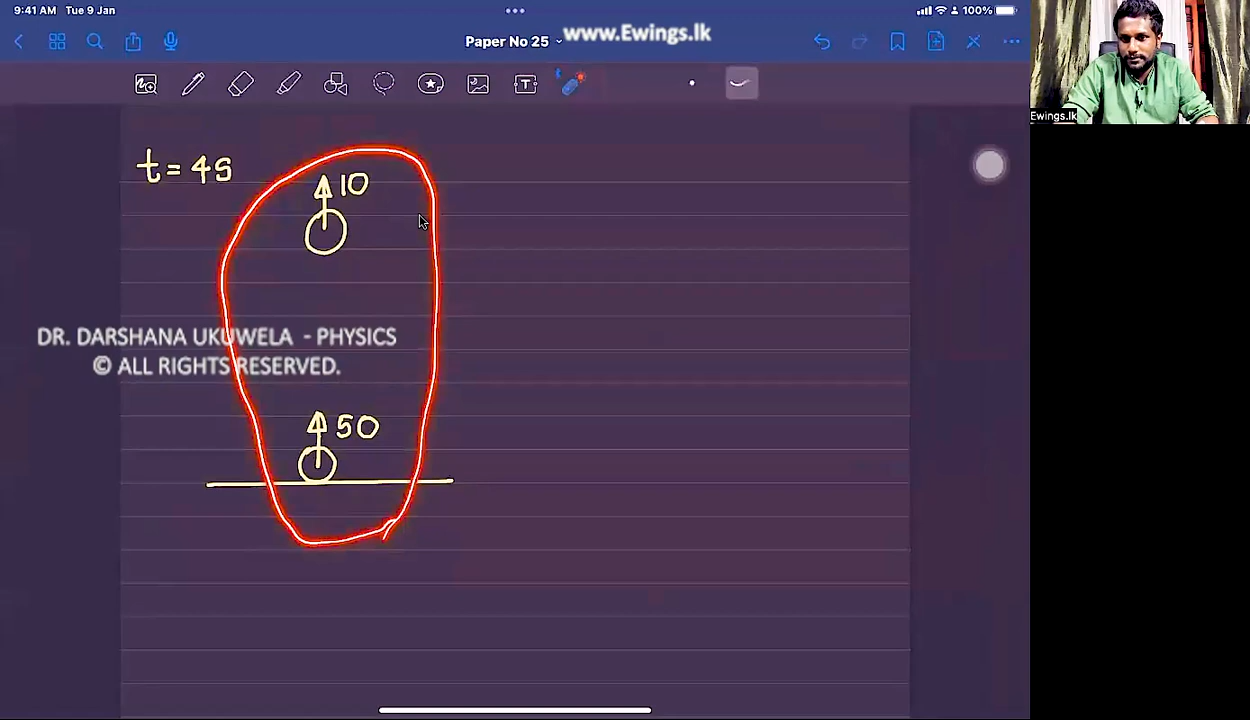 9:41 AM Tue 9 Jan
100%
Paper No 25
www.Ewings.lk
Ewings.lk
t = 4s
10
DR. DARSHANA UKUWELA - PHYSICS
© ALL RIGHTS RESERVED.
50